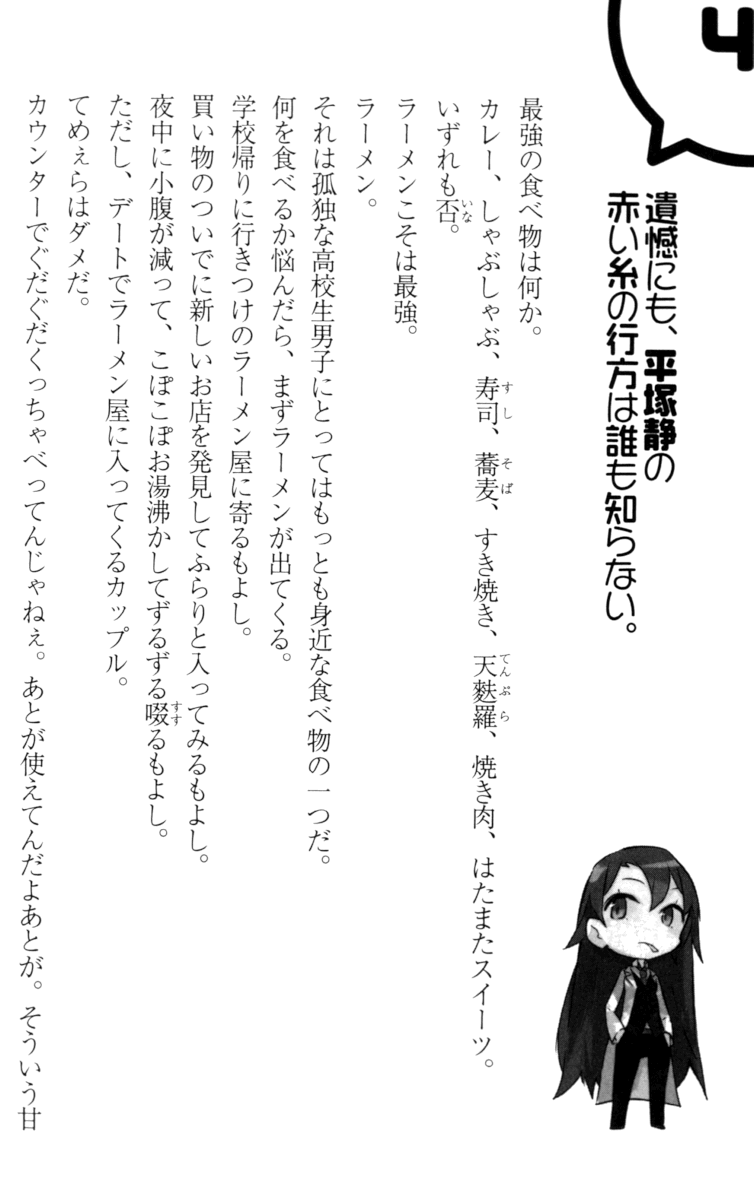 4
遺憾にも、平塚静の
赤い糸の行方は誰も知らない。
最強の食べ物は何か。
カレー、しゃぶしゃぶ、寿司、蕎麦、すき焼き、天麩羅、焼き肉、はたまたスイーツ。
いずれも否。
ラーメンこそは最強。
ラーメン。
それは孤独な高校生男子にとってはもっとも身近な食べ物の一つだ。
何を食べるか悩んだら、まずラーメンが出てくる。
学校帰りに行きつけのラーメン屋に寄るもよし。
買い物のついでに新しいお店を発見してふらりと入ってみるもよし。
夜中に小腹が減って、こぽこぽお湯沸かしてずるずる啜るもよし。
ただし、デートでラーメン屋に入ってくるカップル。
てめぇらはダメだ。
カウンターでぐだぐだくっちゃべってんじゃねぇ。あとが使えてんだよあとが。そういう甘